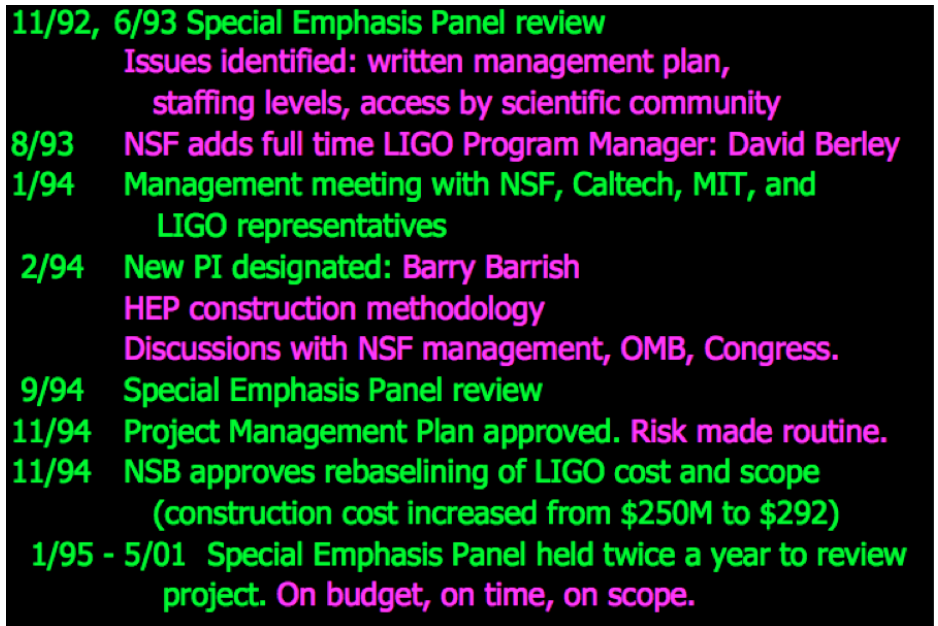 11/92, 6/93 Special Emphasis Panel review
Issues identified: written management plan,
staffing levels, access by scientific community
8/93 NSF adds full time LIGO Program Manager: David Berley
1/94 Management meeting with NSF, Caltech, MIT, and
LIGO representatives
2/94 New PI designated: Barry Barrish
HEP construction methodology
Discussions with NSF management, OMB, Congress.
9/94 Special Emphasis Panel review
11/94 Project Management Plan approved. Risk made routine.
11/94 NSB approves rebaselining of LIGO cost and scope
(construction cost increased from $250M to $292)
1/95 - 5/01 Special Emphasis Panel held twice a year to review
project. On budget, on time, on scope.